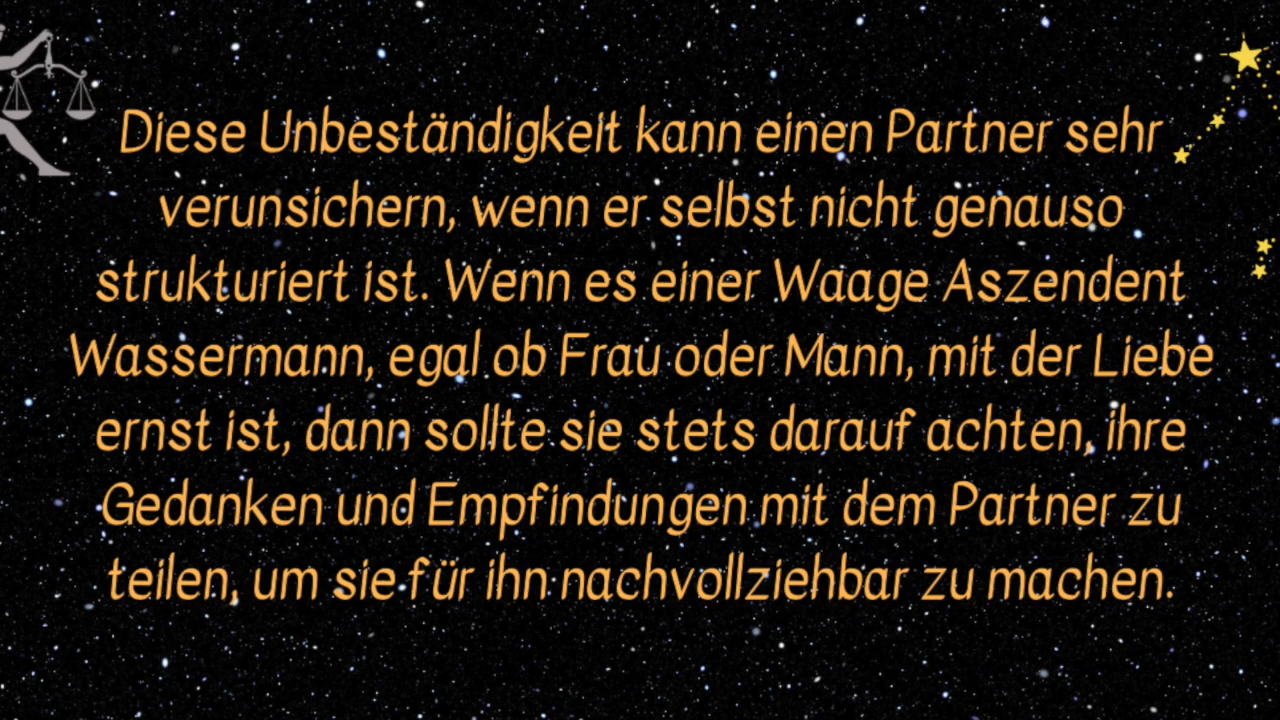 Diese Unbeständigkeit kann einen Partner sehr
verunsichern, wenn er selbst nicht genauso
strukturiert ist. Wenn es einer Waage Aszendent
Wassermann, egal ob Frau oder Mann, mit der Liebe
ernst ist, dann sollte sie stets darauf achten, ihre
Gedanken und Empfindungen mit dem Partner zu
teilen, um sie für ihn nachvollziehbar zu machen.